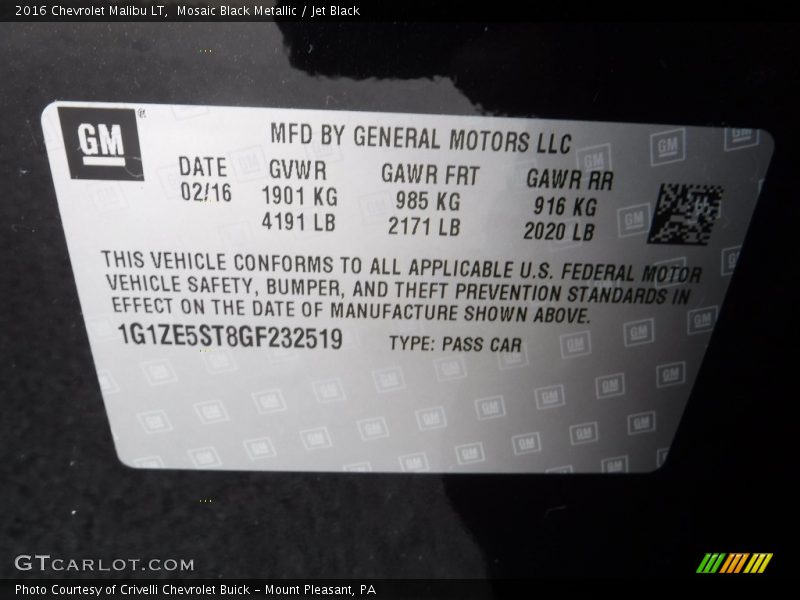 2016 Chevrolet Malibu LT, Mosaic Black Metallic / Jet Black
GM ®
MFD BY GENERAL MOTORS LLC
DATE GVWR GAWR FRT GAWR RR
02/16 1901 KG 985 KG 916 KG
4191 LB 2171 LB 2020 LB
THIS VEHICLE CONFORMS TO ALL APPLICABLE U.S. FEDERAL MOTOR
VEHICLE SAFETY, BUMPER, AND THEFT PREVENTION STANDARDS IN
EFFECT ON THE DATE OF MANUFACTURE SHOWN ABOVE.
1G1ZE5ST8GF232519 TYPE: PASS CAR
GTCARLOT.COM
Photo Courtesy of Crivelli Chevrolet Buick - Mount Pleasant, PA